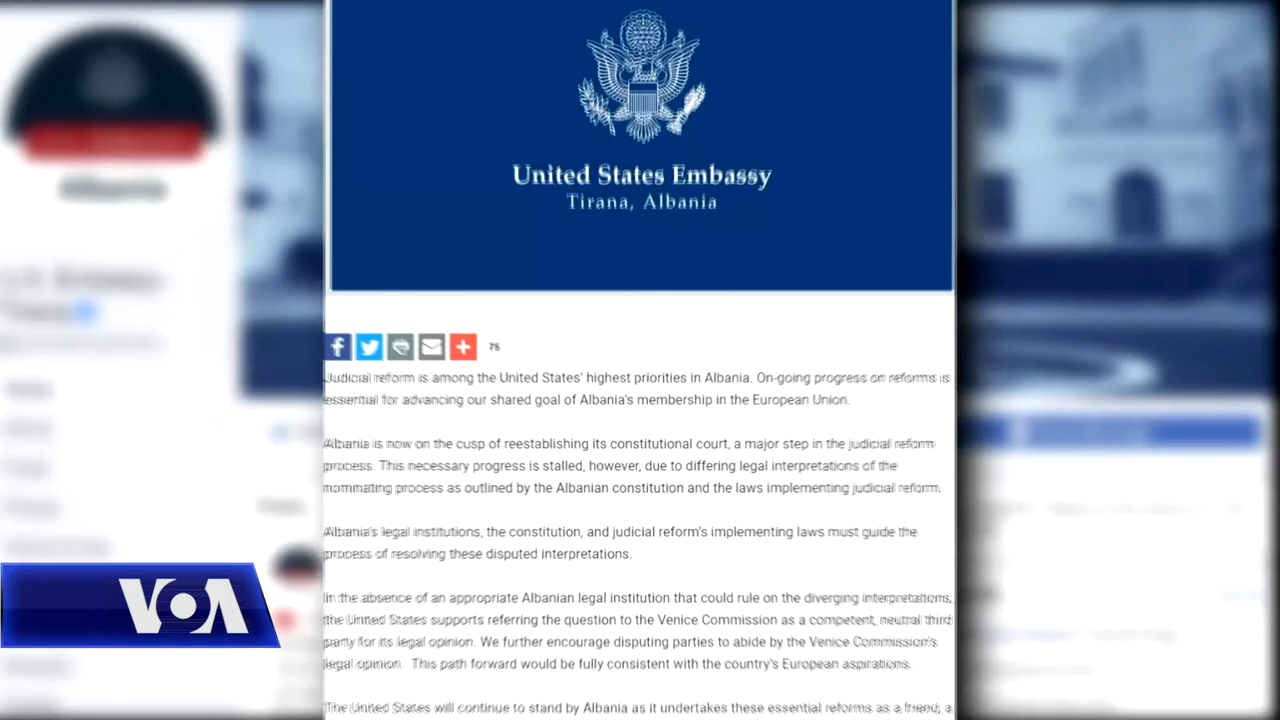 United States Embassy
Tirana, Albania
76
Judicial reform is among the United States' highest priorities in Albania. On-going progress on reforms is
essential for advancing our shared goal of Albania's membership in the European Union.
Albania is now on the cusp of reestablishing its constitutional court, a major step in the judicial reform
process. This necessary progress is stalled, however, due to differing legal interpretations of the
nominating process as outlined by the Albanian constitution and the laws implementing judicial reform.
Albania's legal institutions, the constitution, and judicial reform's implementing laws must guide the
process of resolving these disputed interpretations.
In the absence of an appropriate Albanian legal institution that could rule on the diverging interpretations,
the United States supports referring the question to the Venice Commission as a competent, neutral third
party for its legal opinion. We further encourage disputing parties to abide by the Venice Commission's
legal opinion. This path forward would be fully consistent with the country's European aspirations.
The United States will continue to stand by Albania as it undertakes these essential reforms as a friend, a
VOA
Albania